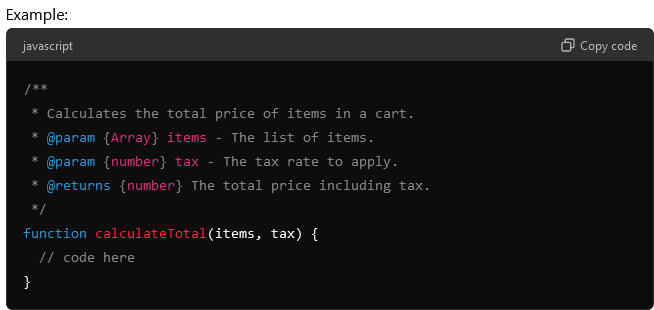 Example:
javascript
Copy code
/**
 * Calculates the total price of items in a cart.
 * @param {Array} items - The list of items.
 * @param {number} tax - The tax rate to apply.
 * @returns {number} The total price including tax.
 */
function calculateTotal(items, tax) {
  // code here
}